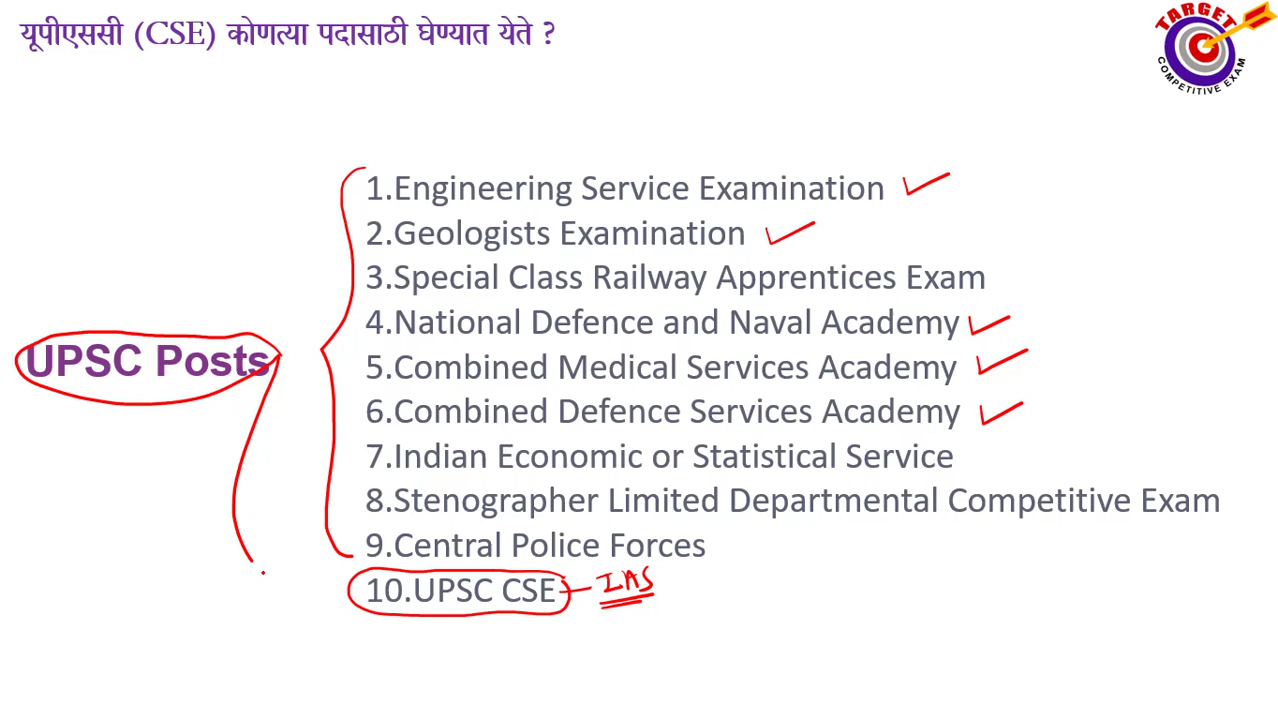 यूपीएससी (CSE) कोणत्या पदासाठी घेण्यात येते ?
TARGET
COMPETITIVE EXAM
1.Engineering Service Examination
2.Geologists Examination
3.Special Class Railway Apprentices Exam
4.National Defence and Naval Academy
UPSC Posts
5.Combined Medical Services Academy
6.Combined Defence Services Academy
7.Indian Economic or Statistical Service
8.Stenographer Limited Departmental Competitive Exam
9.Central Police Forces
10.UPSC CSE – IAS